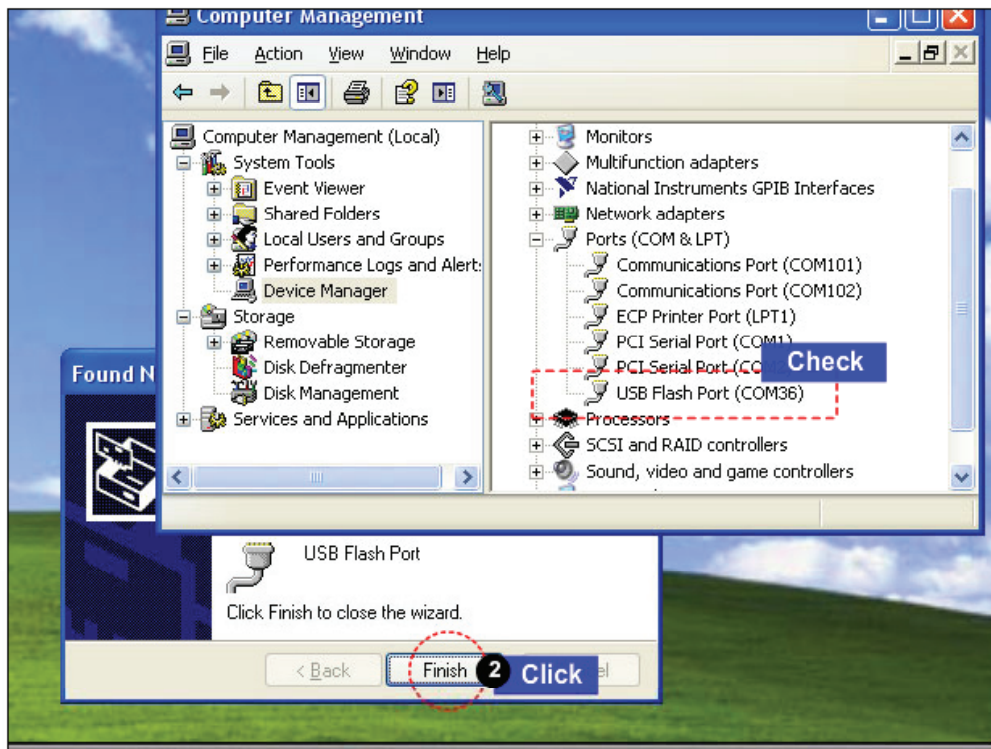 Computer Management
File Action View Window Help
Computer Management (Local)
System Tools
Event Viewer
Shared Folders
Local Users and Groups
Performance Logs and Alert
Device Manager
Storage
Removable Storage
Disk Defragmenter
Disk Management
Services and Applications
Monitors
Multifunction adapters
National Instruments GPIB Interfaces
Network adapters
Ports (COM & LPT)
Communications Port (COM101)
Communications Port (COM102)
ECP Printer Port (LPT1)
PCI Serial Port (COM1)
PCI Serial Port (CO
USB Flash Port (COM36)
Processors
SCSI and RAID controllers
Sound, video and game controllers
Check
Found N
USB Flash Port
Click Finish to close the wizard.
< Back Finish el
2 Click